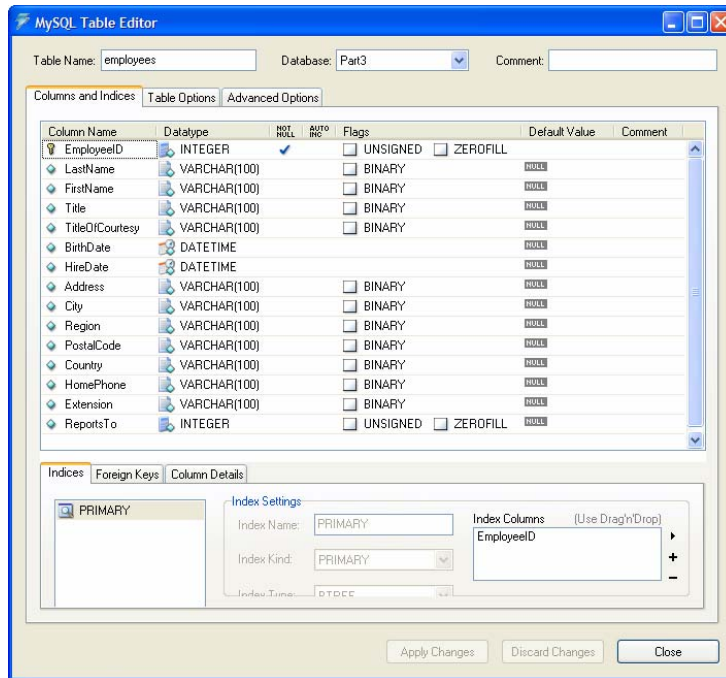 MySQL Table Editor
Table Name: employees Database: Part3 Comment:
Columns and Indices Table Options Advanced Options
Column Name Datatype NOT NULL AUTO INC Flags Default Value Comment
EmployeeID INTEGER UNSIGNED ZEROFILL
LastName VARCHAR(100) BINARY NULL
FirstName VARCHAR(100) BINARY NULL
Title VARCHAR(100) BINARY NULL
TitleOfCourtesy VARCHAR(100) BINARY NULL
BirthDate DATETIME NULL
HireDate DATETIME NULL
Address VARCHAR(100) BINARY NULL
City VARCHAR(100) BINARY NULL
Region VARCHAR(100) BINARY NULL
PostalCode VARCHAR(100) BINARY NULL
Country VARCHAR(100) BINARY NULL
HomePhone VARCHAR(100) BINARY NULL
Extension VARCHAR(100) BINARY NULL
ReportsTo INTEGER UNSIGNED ZEROFILL NULL
Indices Foreign Keys Column Details
PRIMARY
Index Settings
Index Name: PRIMARY
Index Kind: PRIMARY
Index Type: BTREE
Index Columns (Use Drag'n'Drop)
EmployeeID
Apply Changes Discard Changes Close